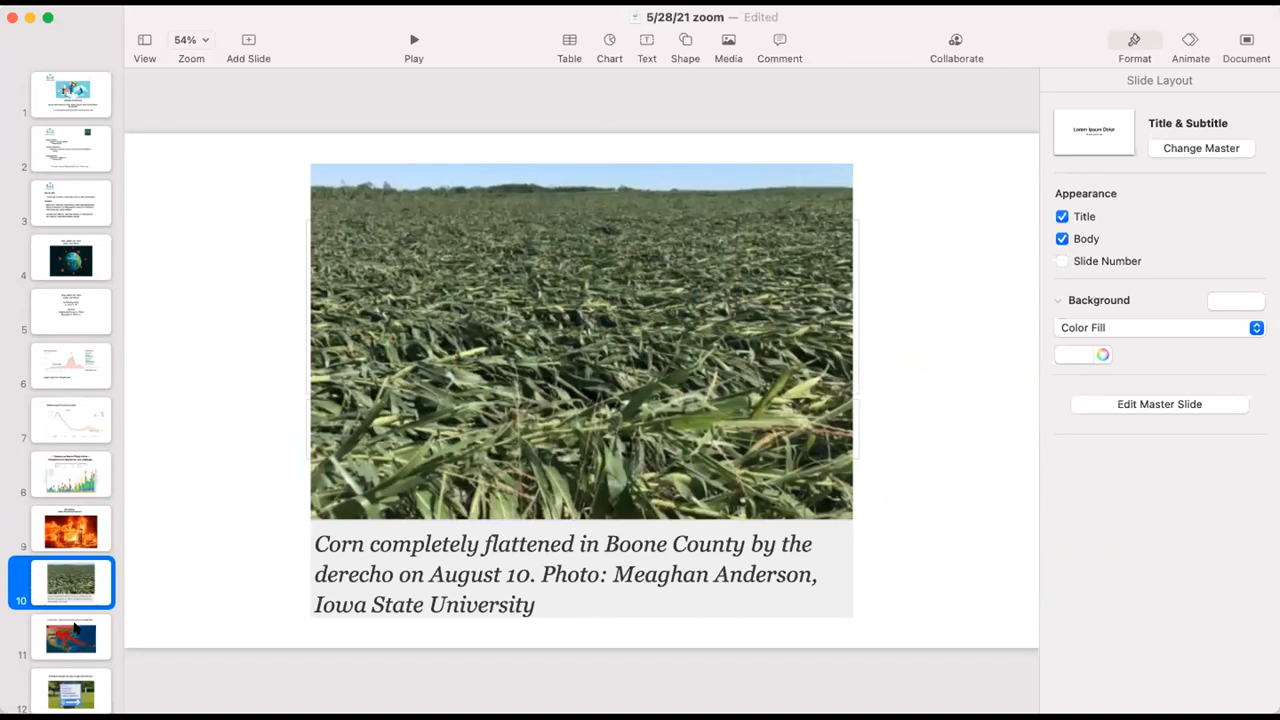 5/28/21 zoom — Edited
54%
View
Zoom
Add Slide
Play
Table
Chart
Text
Shape
Media
Comment
Collaborate
Format
Animate
Document
1
2
3
4
5
6
7
8
9
10
11
12
Corn completely flattened in Boone County by the
derecho on August 10. Photo: Meaghan Anderson,
Iowa State University
Slide Layout
Lorem Ipsum Dolor
Title & Subtitle
Change Master
Appearance
Title
Body
Slide Number
Background
Color Fill
Edit Master Slide